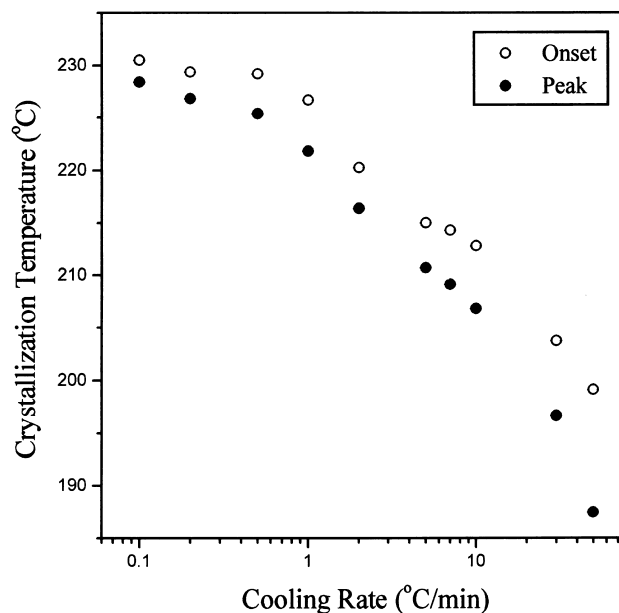 Onset
Peak
230
220
210
200
190
Crystallization Temperature (°C)
0.1
1
10
Cooling Rate (°C/min)